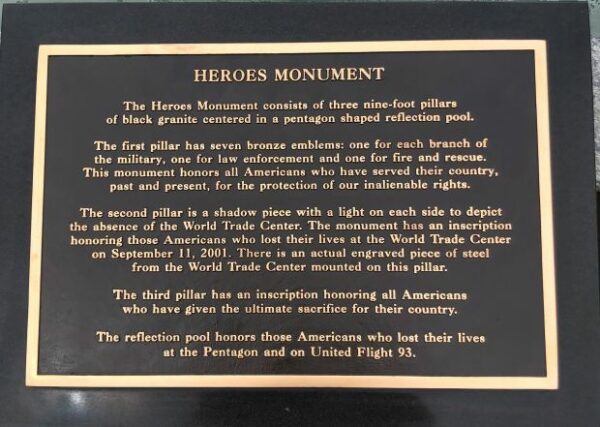 HEROES MONUMENT
The Heroes Monument consists of three nine-foot pillars
of black granite centered in a pentagon shaped reflection pool.
The first pillar has seven bronze emblems: one for each branch of
the military, one for law enforcement and one for fire and rescue.
This monument honors all Americans who have served their country,
past and present, for the protection of our inalienable rights.
The second pillar is a shadow piece with a light on each side to depict
the absence of the World Trade Center. The monument has an inscription
honoring those Americans who lost their lives at the World Trade Center
on September 11, 2001. There is an actual engraved piece of steel
from the World Trade Center mounted on this pillar.
The third pillar has an inscription honoring all Americans
who have given the ultimate sacrifice for their country.
The reflection pool honors those Americans who lost their lives
at the Pentagon and on United Flight 93.